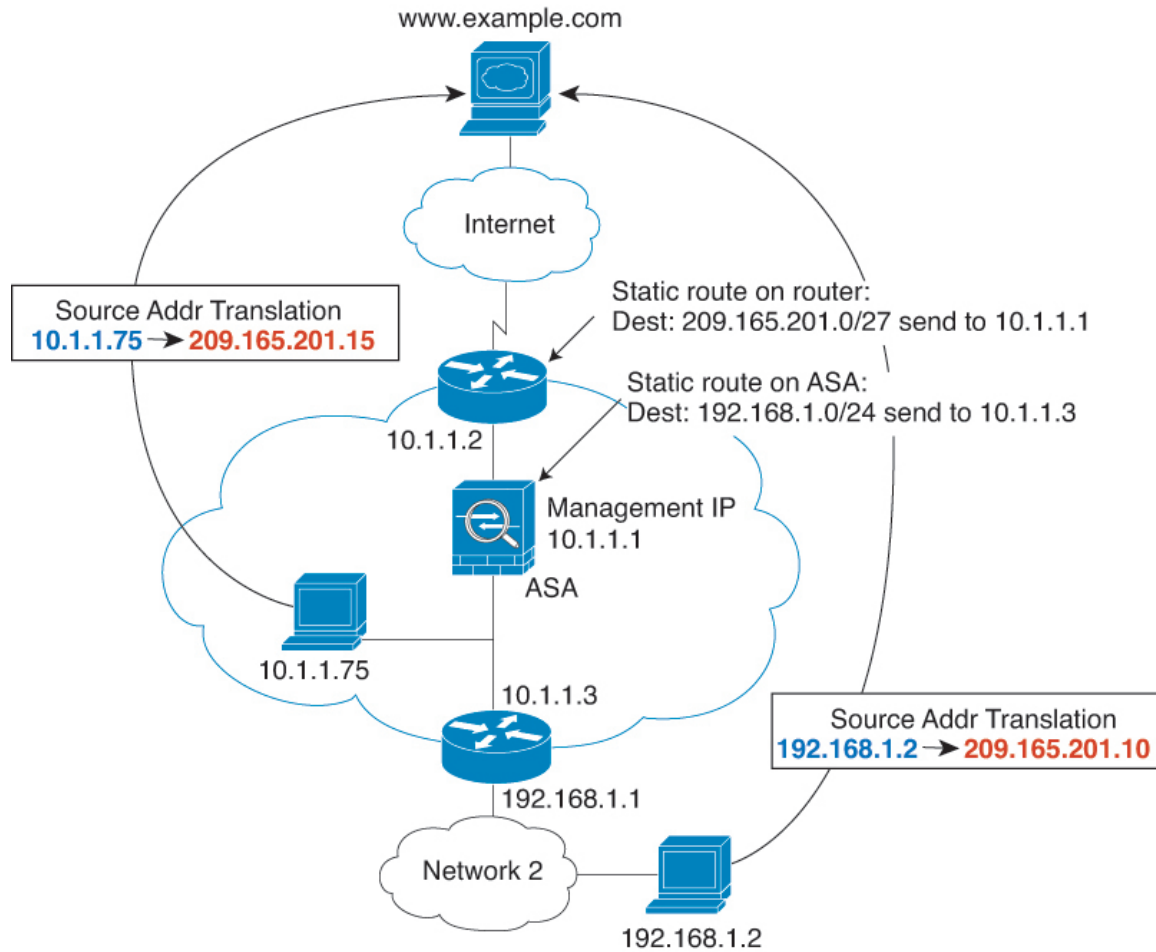 www.example.com
Internet
Source Addr Translation
10.1.1.75 → 209.165.201.15
Static route on router:
Dest: 209.165.201.0/27 send to 10.1.1.1
Static route on ASA:
Dest: 192.168.1.0/24 send to 10.1.1.3
10.1.1.2
Management IP
10.1.1.1
ASA
10.1.1.75
10.1.1.3
Source Addr Translation
192.168.1.2 → 209.165.201.10
192.168.1.1
Network 2
192.168.1.2